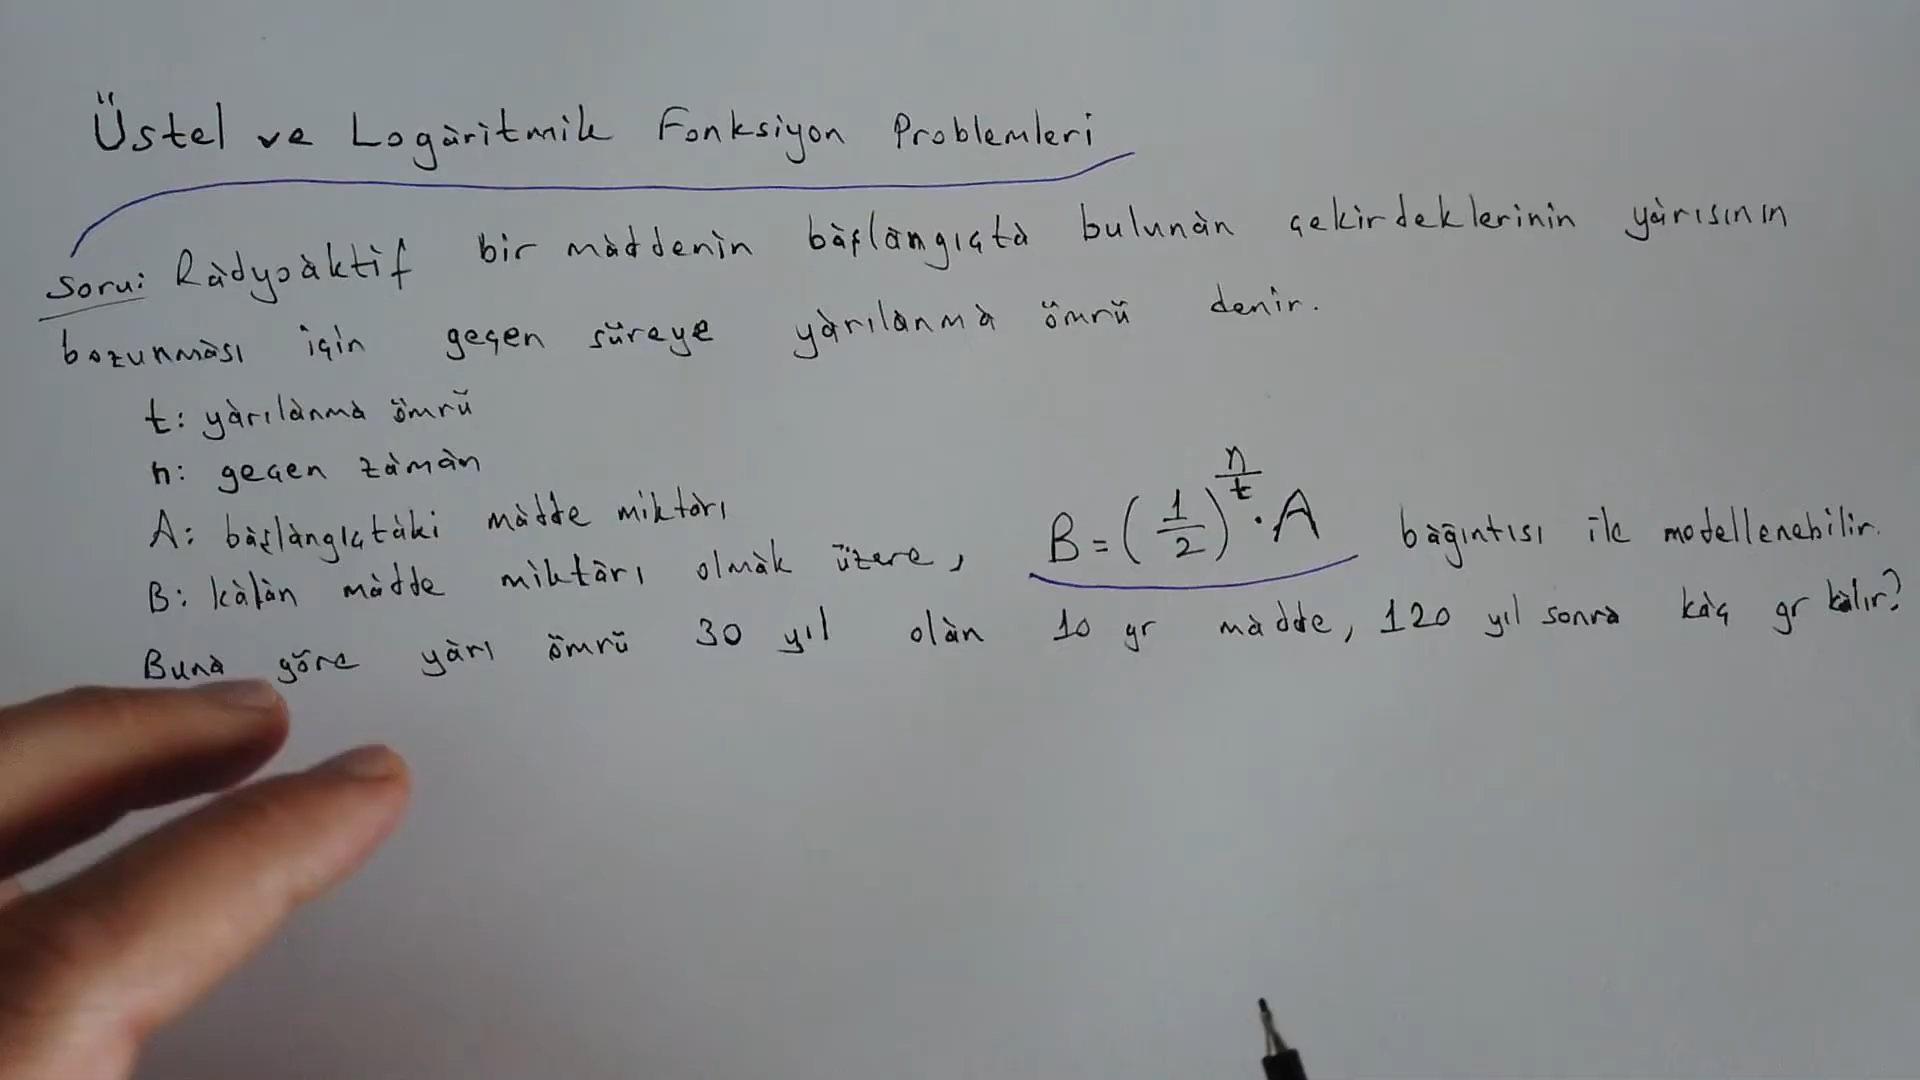 Üstel ve Logaritmik Fonksiyon Problemleri
Soru: Radyoaktif bir maddenin başlangıçta bulunan çekirdeklerinin yarısının
bozunması için geçen süreye yarılanma ömrü denir.
t: yarılanma ömrü
n: geçen zaman
A: başlangıçtaki madde miktarı
B: kalan madde miktarı olmak üzere, B = (1/2)^(n/t) · A bağıntısı ile modellenebilir.
Buna göre yarı ömrü 30 yıl olan 10 gr madde, 120 yıl sonra kaç gr kalır?